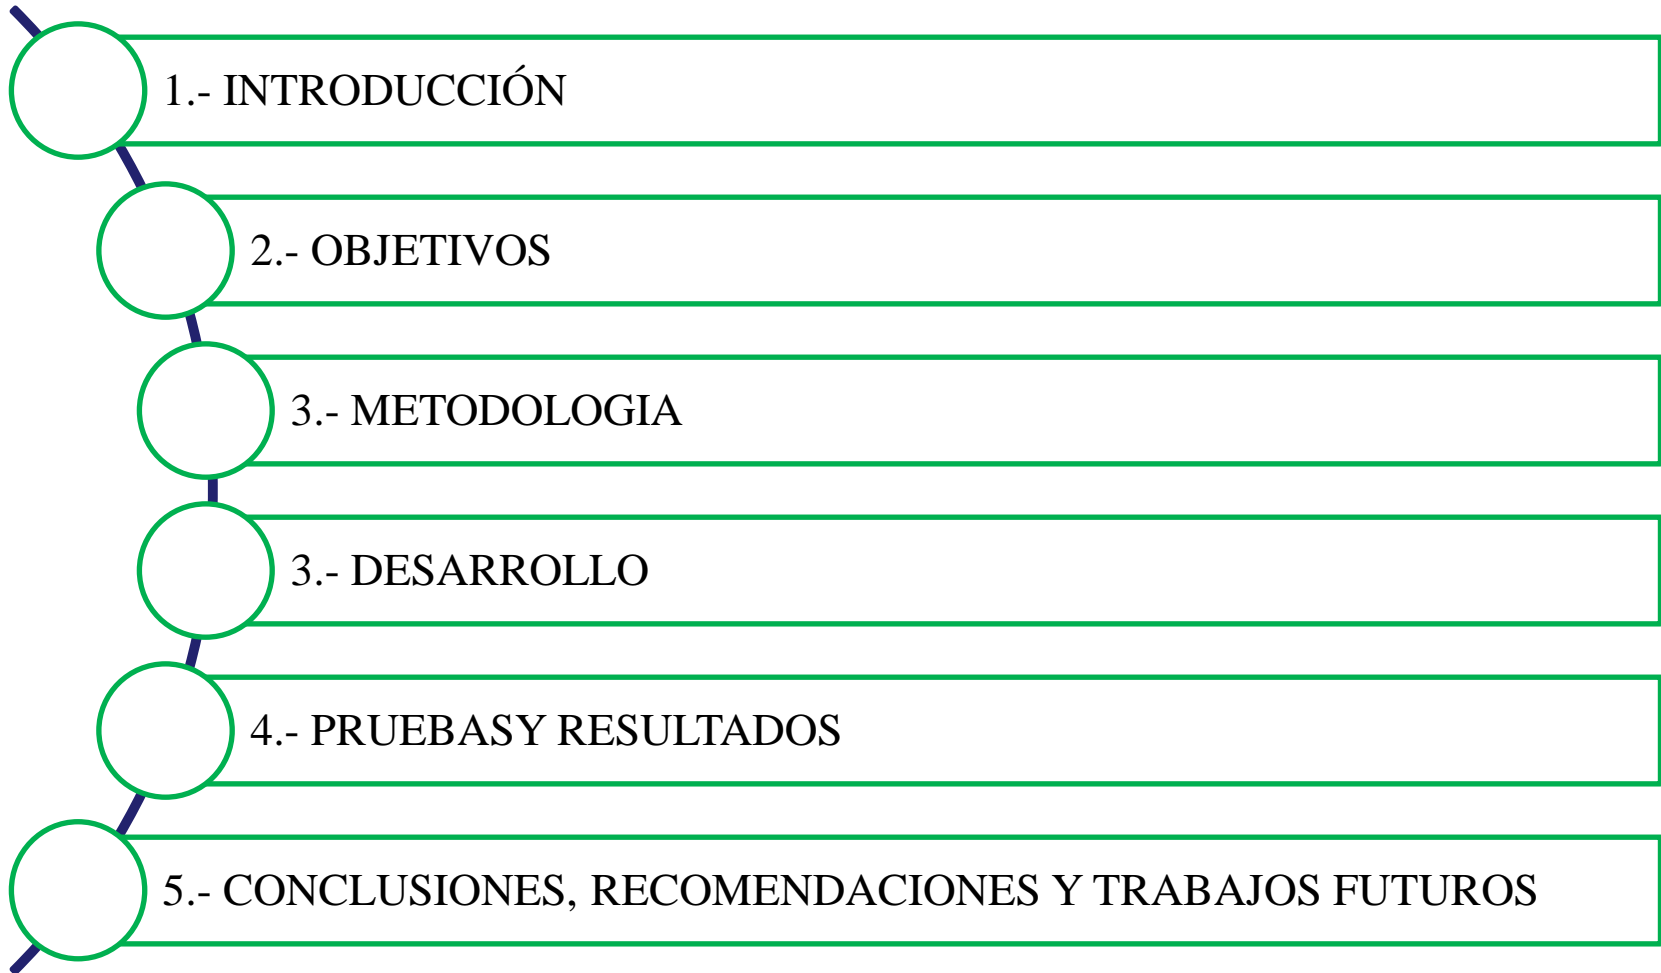 1.- INTRODUCCIÓN
2.- OBJETIVOS
3.- METODOLOGIA
3.- DESARROLLO
4.- PRUEBASY RESULTADOS
5.- CONCLUSIONES, RECOMENDACIONES Y TRABAJOS FUTUROS